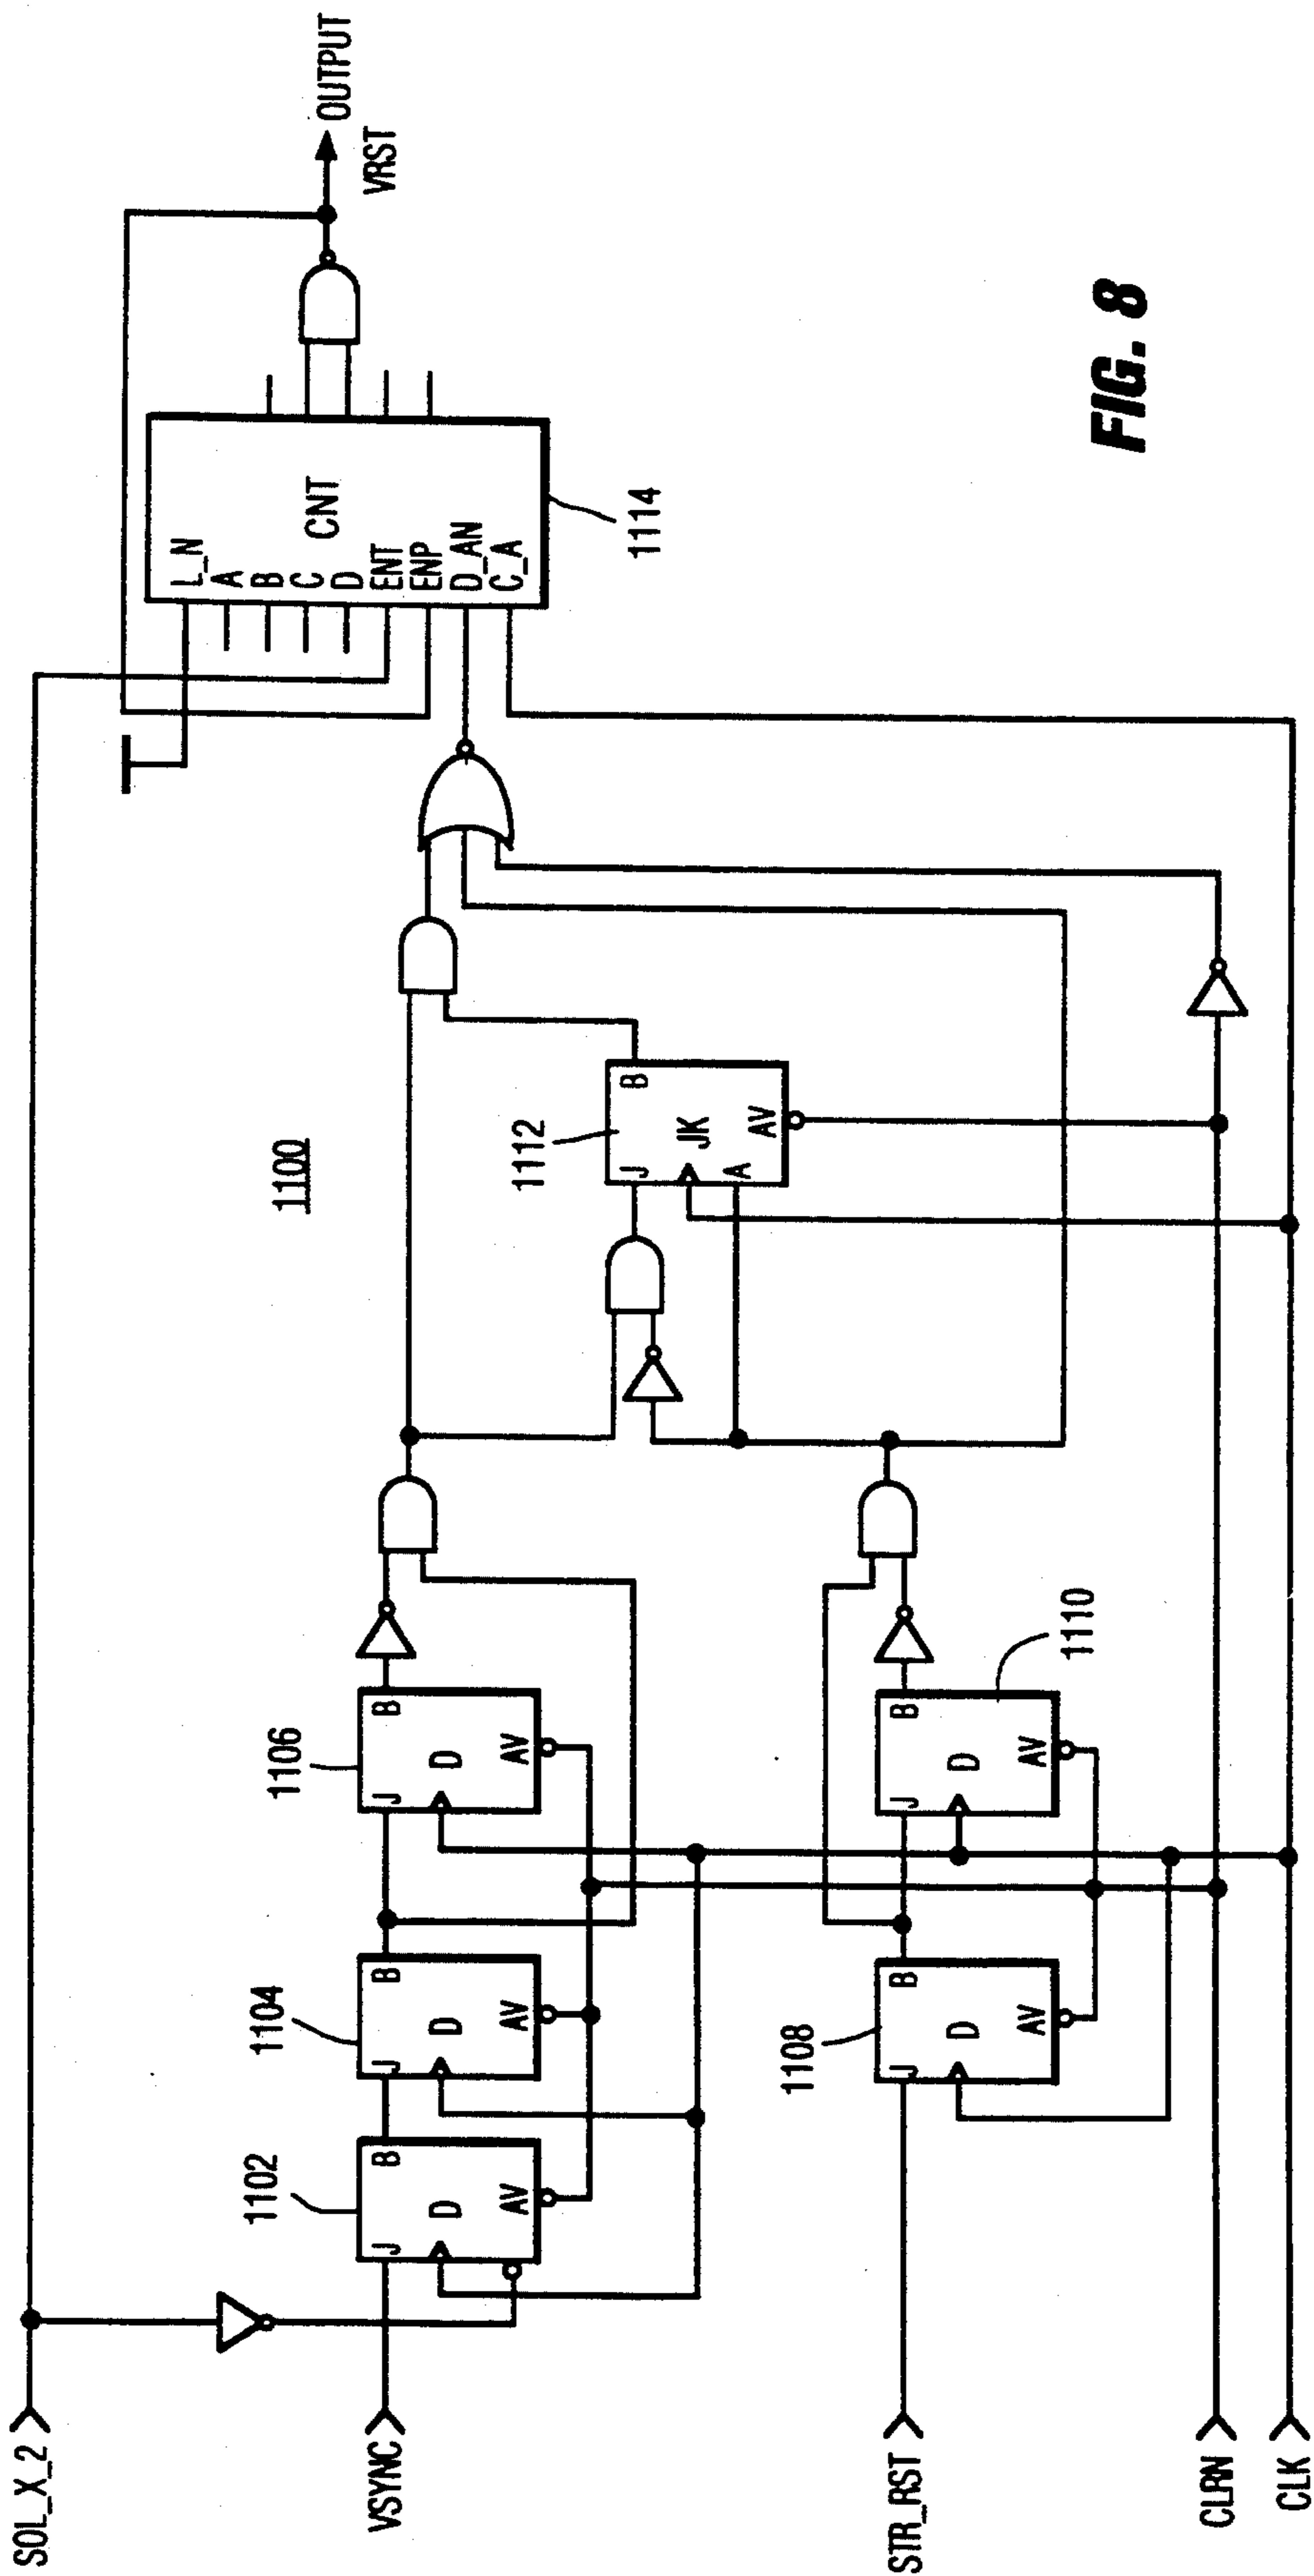 SOL_X_2
VSYNC
STR_RST
CLRN
CLK
1102
J
B
D
AV
1104
J
B
D
AV
1106
J
B
D
AV
1108
J
B
D
AV
1110
J
B
D
AV
1100
1112
J
B
JK
A
AV
L_N
A
B
C
D
ENT
ENP
D_AN
C_A
CNT
1114
OUTPUT
VRST
FIG. 8